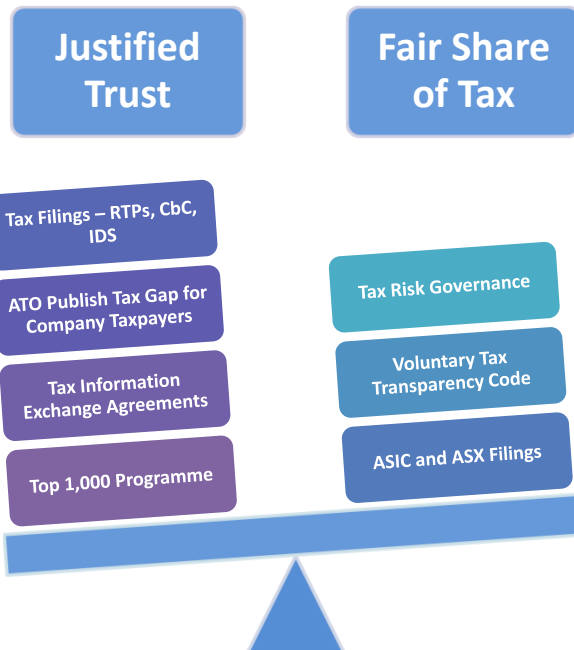 Justified
Trust
Fair Share
of Tax
Tax Filings – RTPs, CbC,
IDS
ATO Publish Tax Gap for
Company Taxpayers
Tax Information
Exchange Agreements
Top 1,000 Programme
Tax Risk Governance
Voluntary Tax
Transparency Code
ASIC and ASX Filings